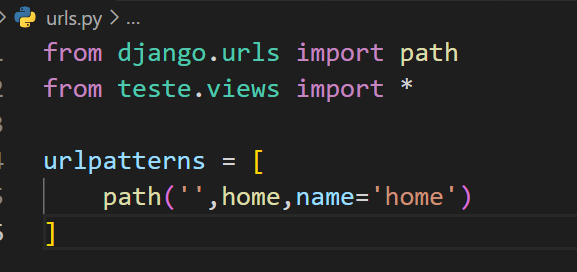 urls.py > ...
from django.urls import path
from teste.views import *
urlpatterns = [
path('',home,name='home')
]